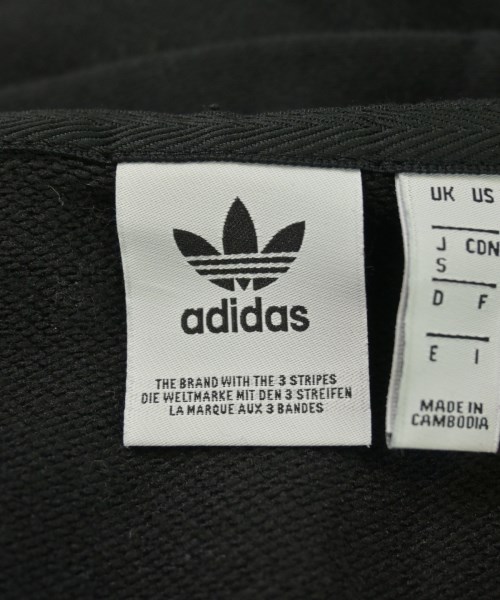 adidas
THE BRAND WITH THE 3 STRIPES
DIE WELTMARKE MIT DEN 3 STREIFEN
LA MARQUE AUX 3 BANDES
UK US
J CDN
S
D F
E I
MADE IN
CAMBODIA